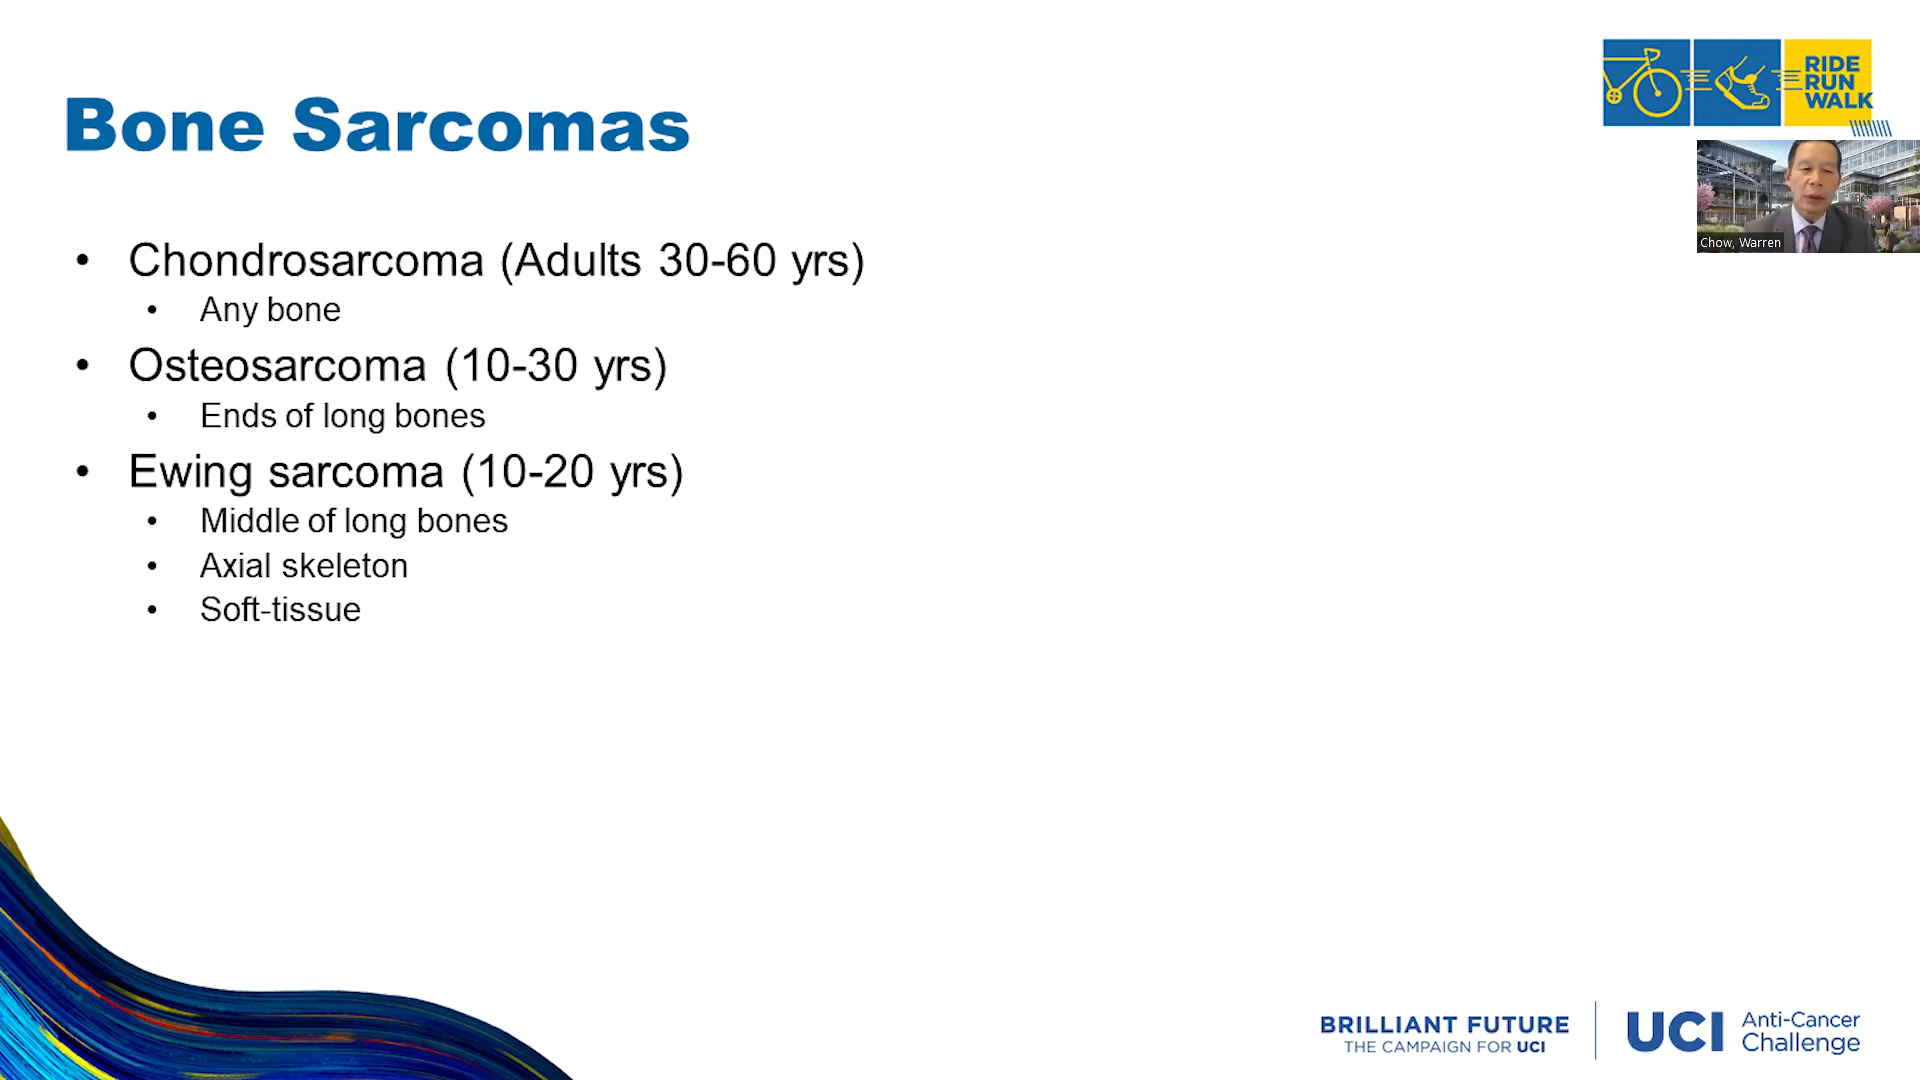 Bone Sarcomas
RIDE
RUN
WALK
Chow, Warren
• Chondrosarcoma (Adults 30-60 yrs)
• Any bone
• Osteosarcoma (10-30 yrs)
• Ends of long bones
• Ewing sarcoma (10-20 yrs)
• Middle of long bones
• Axial skeleton
• Soft-tissue
BRILLIANT FUTURE
THE CAMPAIGN FOR UCI
UCI Anti-Cancer
Challenge